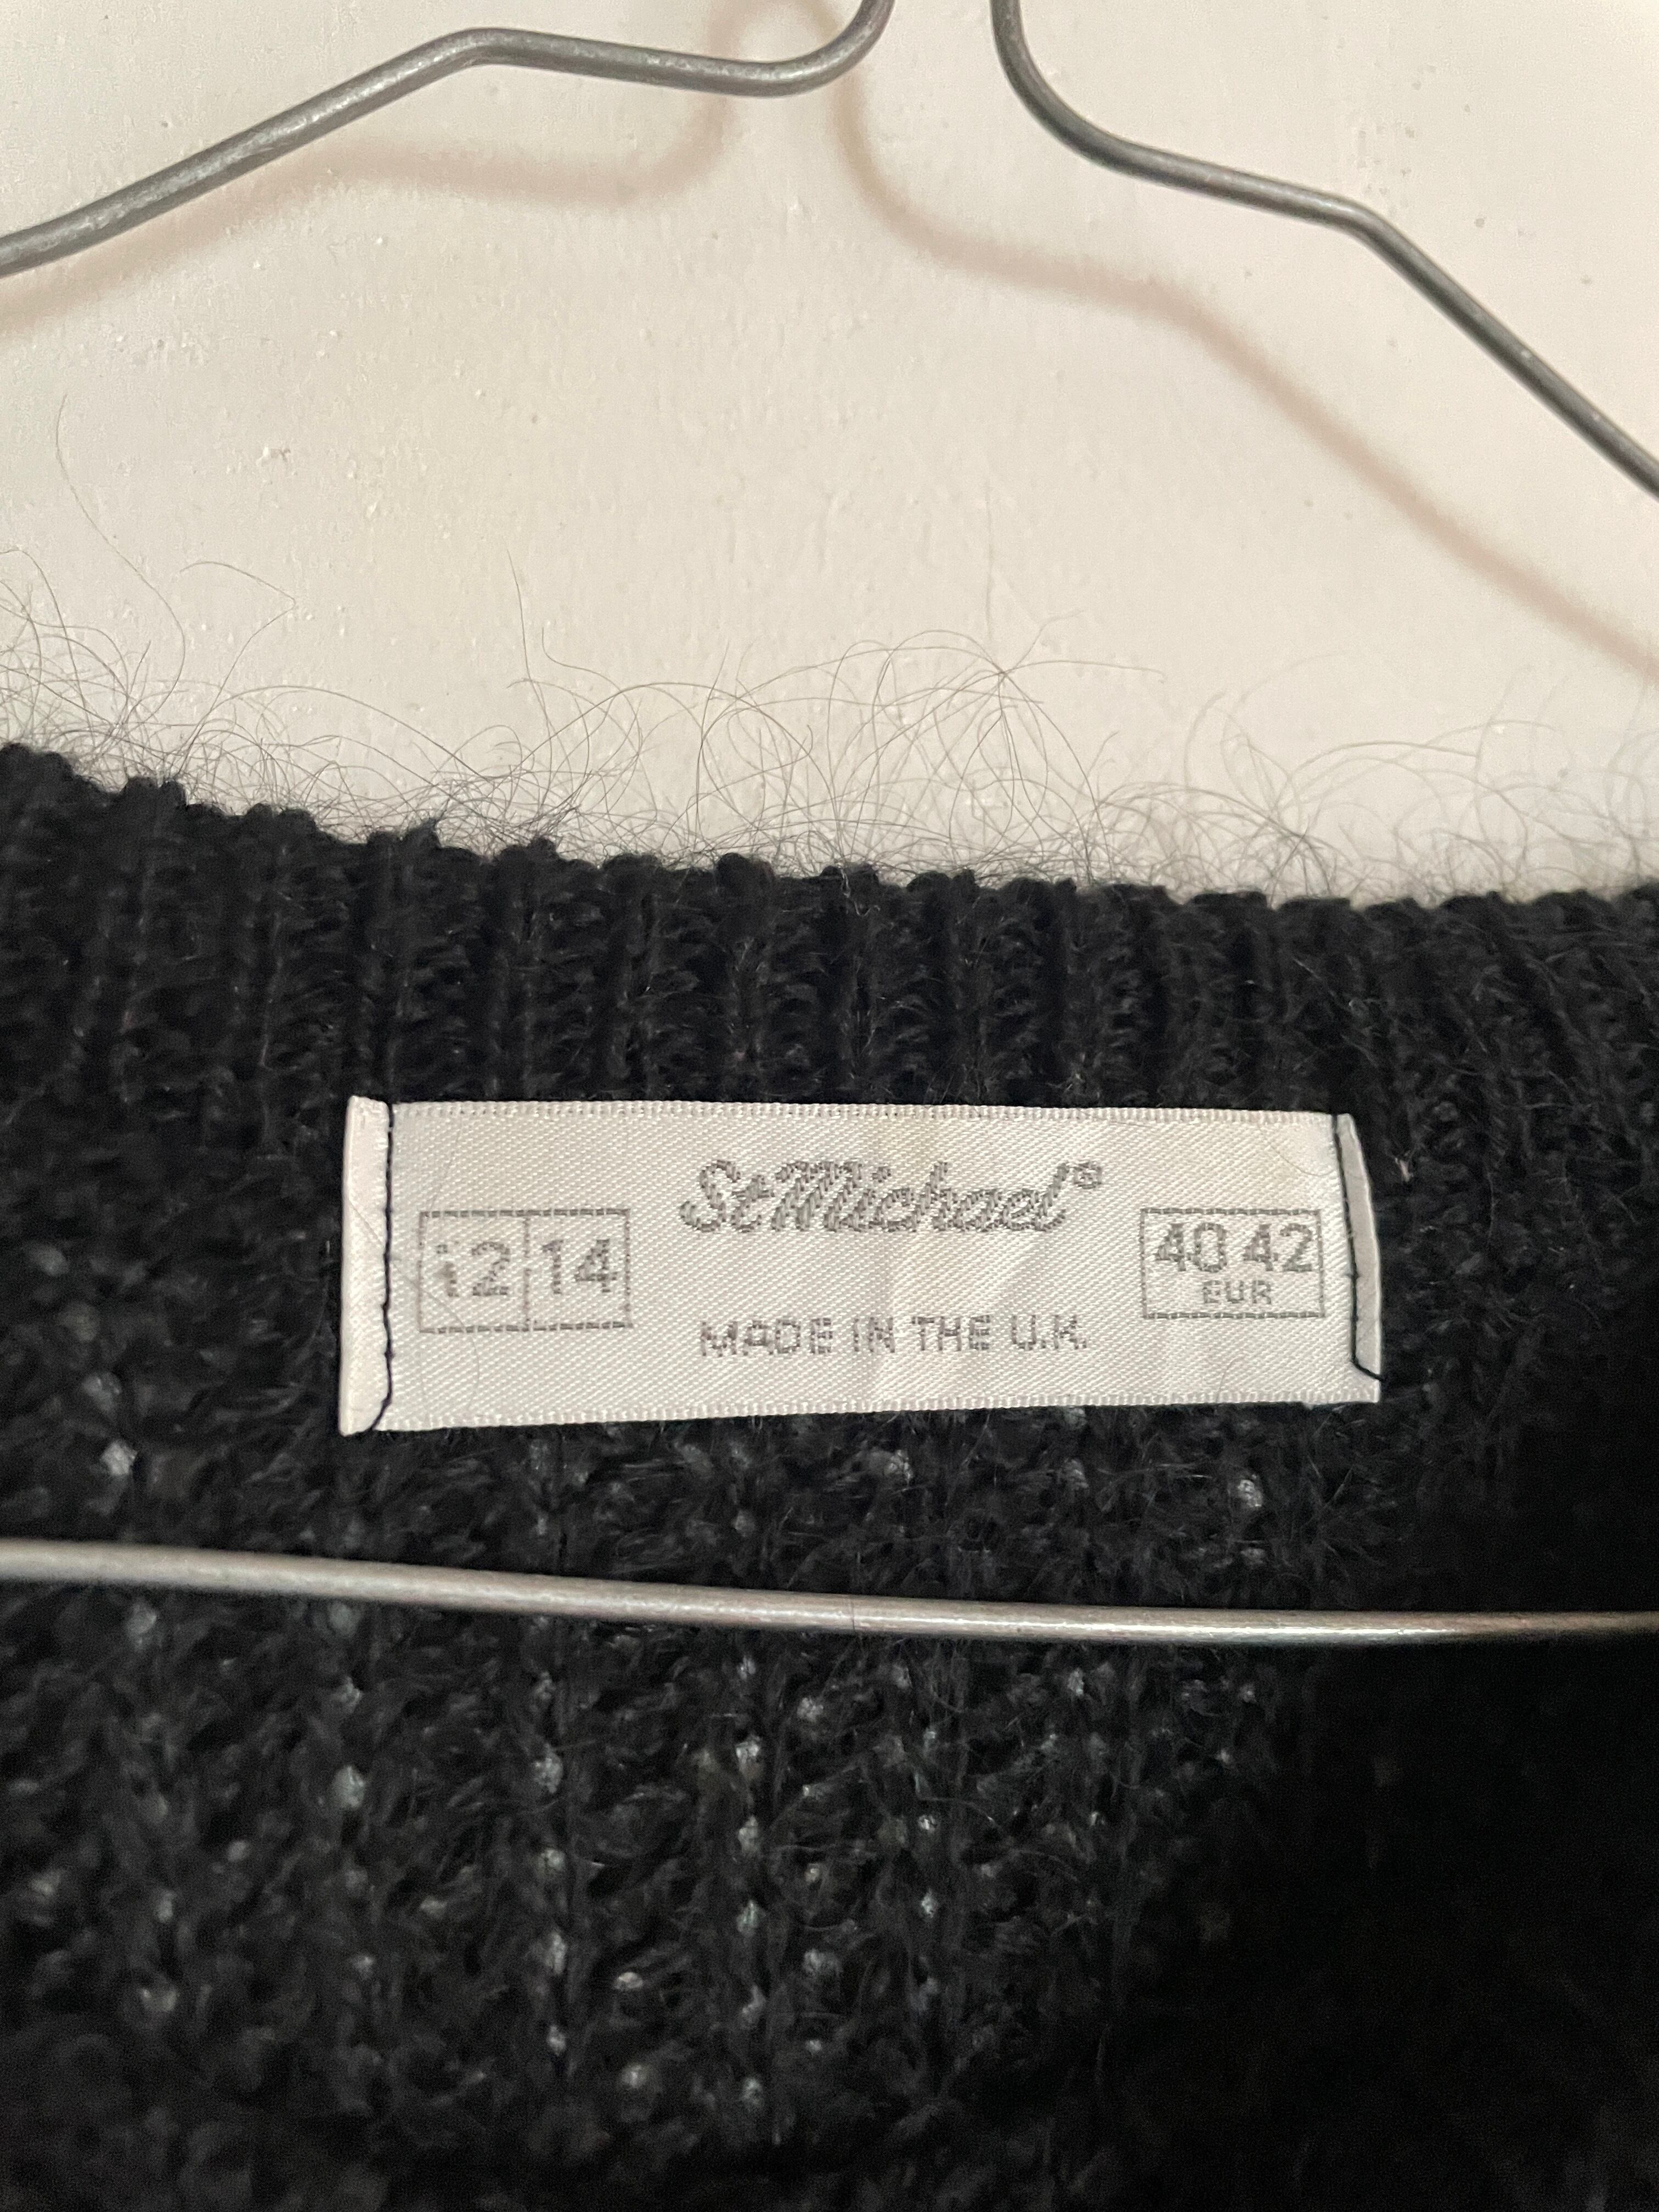 St Michael®
12 14
40 42
EUR
MADE IN THE U.K.